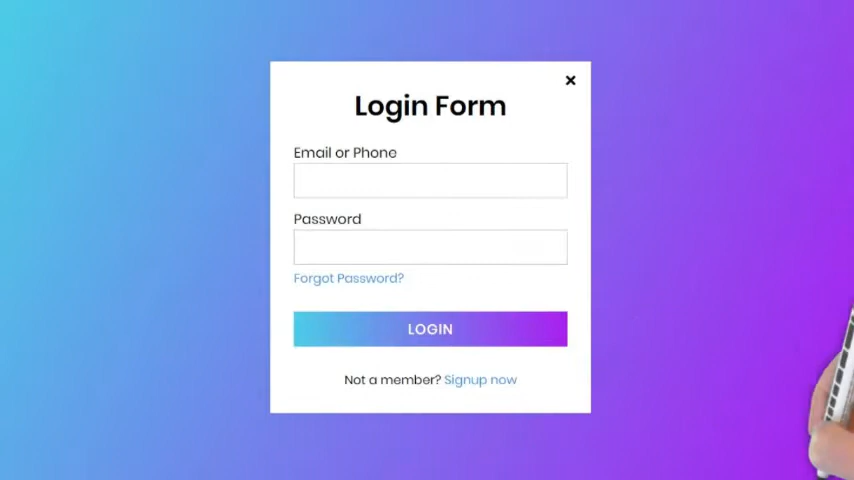 Login Form
Email or Phone
Password
Forgot Password?
LOGIN
Not a member? Signup now